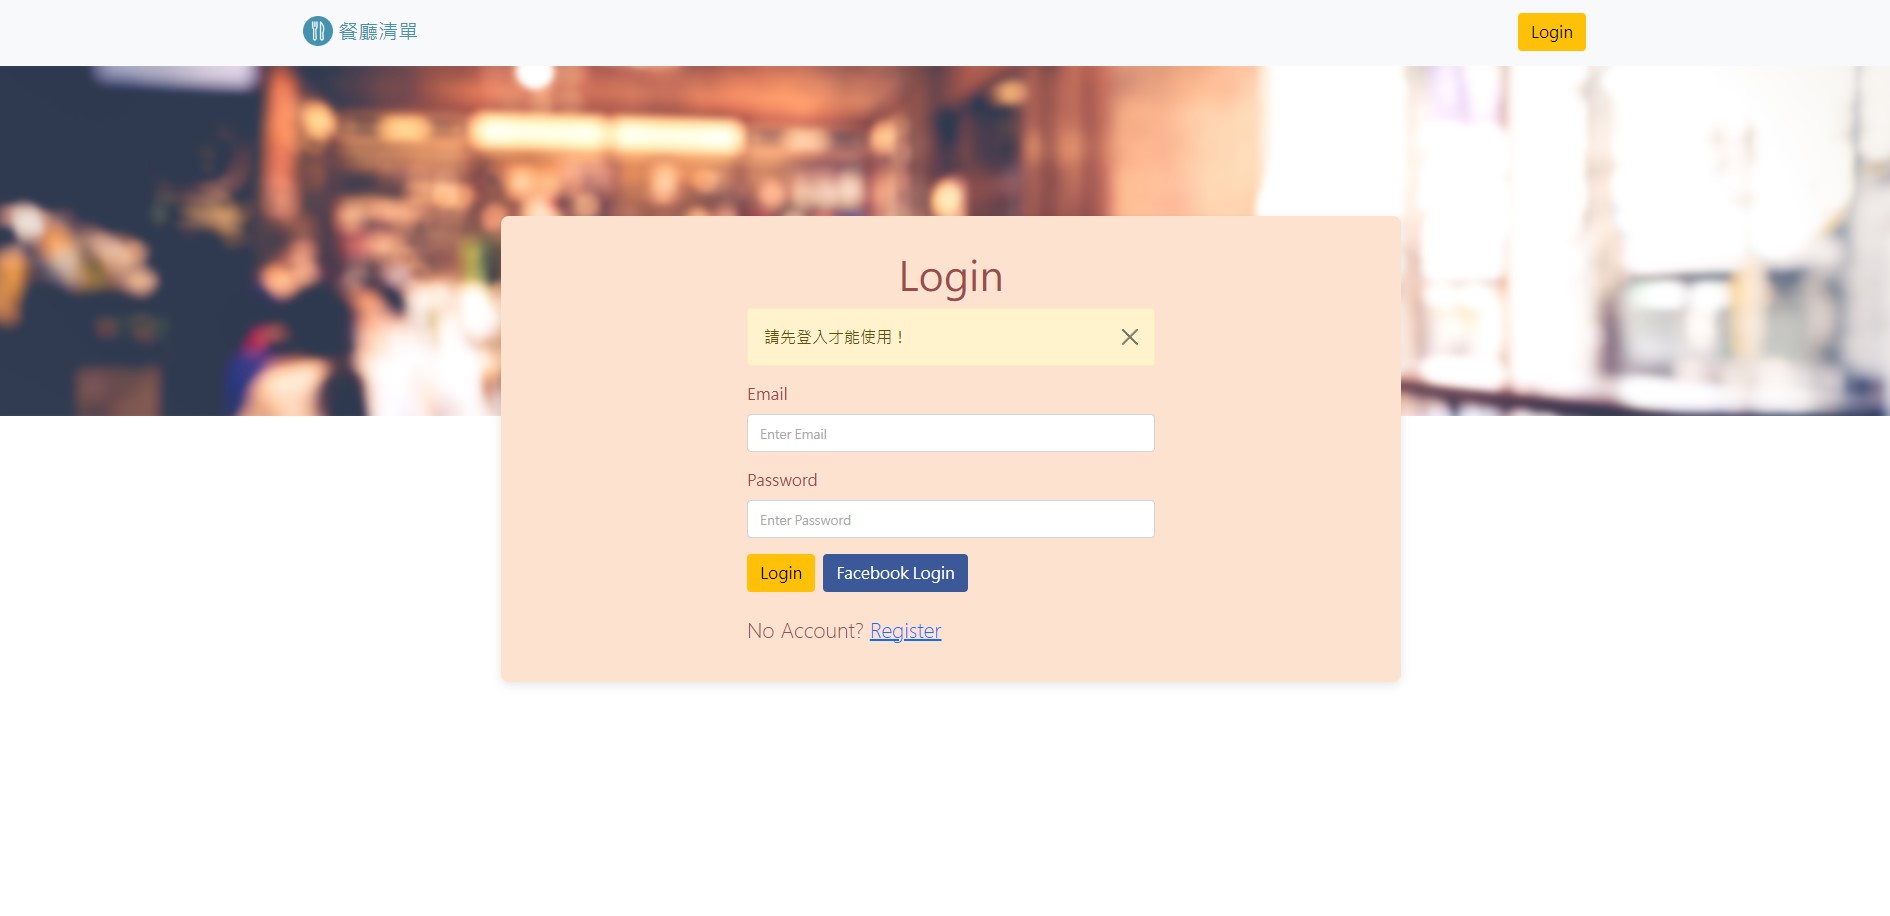 餐廳清單
Login
Login
請先登入才能使用！
Email
Enter Email
Password
Enter Password
Login Facebook Login
No Account? Register